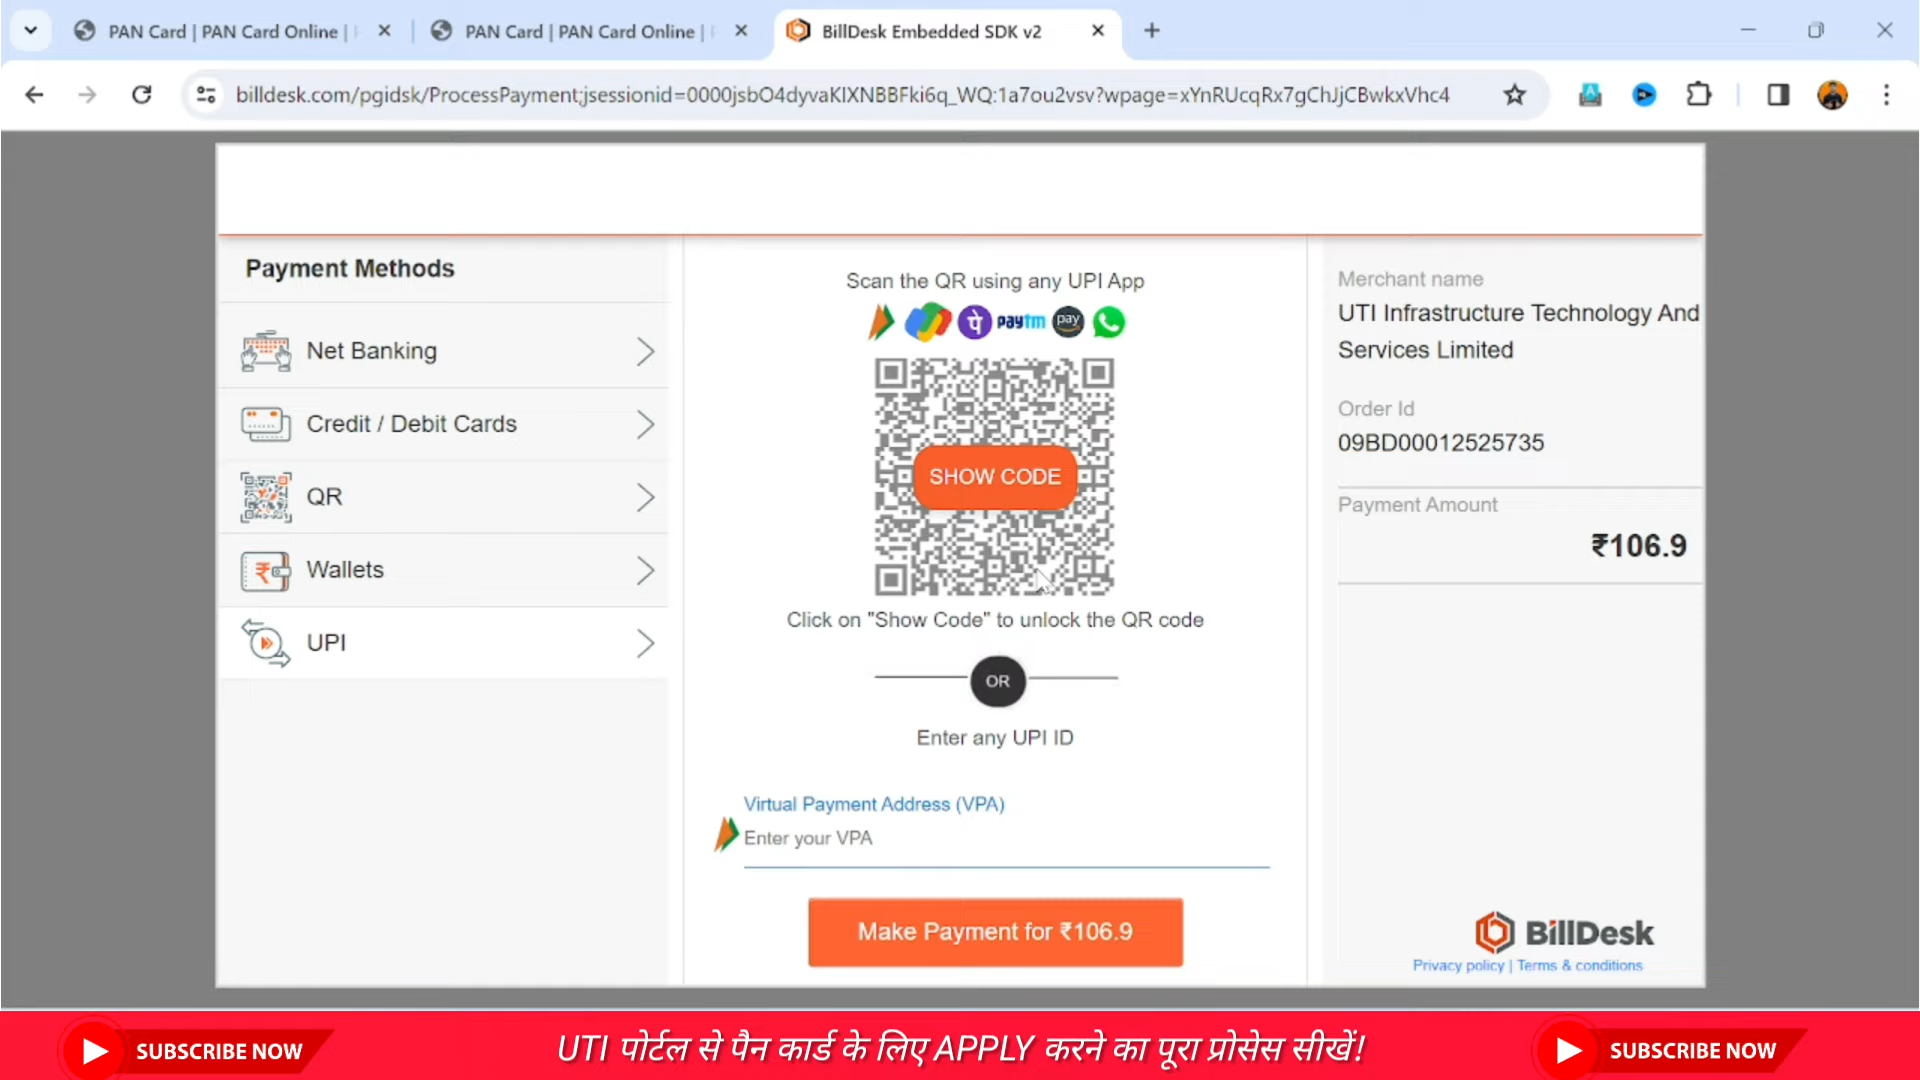 PAN Card | PAN Card Online |
PAN Card | PAN Card Online |
BillDesk Embedded SDK v2
billdesk.com/pgidsk/ProcessPayment;jsessionid=0000jsbO4dyvaKIXNBBFki6q_WQ:1a7ou2vsv?wpage=xYnRUcqRx7gChJjCBwkxVhc4
Payment Methods
Net Banking
Credit / Debit Cards
QR
Wallets
UPI
Scan the QR using any UPI App
पे paytm pay
SHOW CODE
Click on "Show Code" to unlock the QR code
OR
Enter any UPI ID
Virtual Payment Address (VPA)
Enter your VPA
Make Payment for ₹106.9
Merchant name
UTI Infrastructure Technology And
Services Limited
Order Id
09BD00012525735
Payment Amount
₹106.9
BillDesk
Privacy policy | Terms & conditions
SUBSCRIBE NOW
UTI पोर्टल से पैन कार्ड के लिए APPLY करने का पूरा प्रोसेस सीखें!
SUBSCRIBE NOW